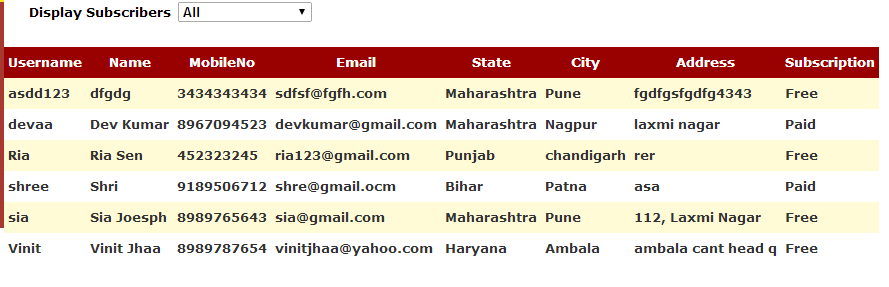 Display Subscribers All
Username Name MobileNo Email State City Address Subscription
asdd123 dfgdg 3434343434 sdfsf@fgfh.com Maharashtra Pune fgdfgsfgdfg4343 Free
devaa Dev Kumar 8967094523 devkumar@gmail.com Maharashtra Nagpur laxmi nagar Paid
Ria Ria Sen 452323245 ria123@gmail.com Punjab chandigarh rer Free
shree Shri 9189506712 shre@gmail.ocm Bihar Patna asa Paid
sia Sia Joesph 8989765643 sia@gmail.com Maharashtra Pune 112, Laxmi Nagar Free
Vinit Vinit Jhaa 8989787654 vinitjhaa@yahoo.com Haryana Ambala ambala cant head q Free